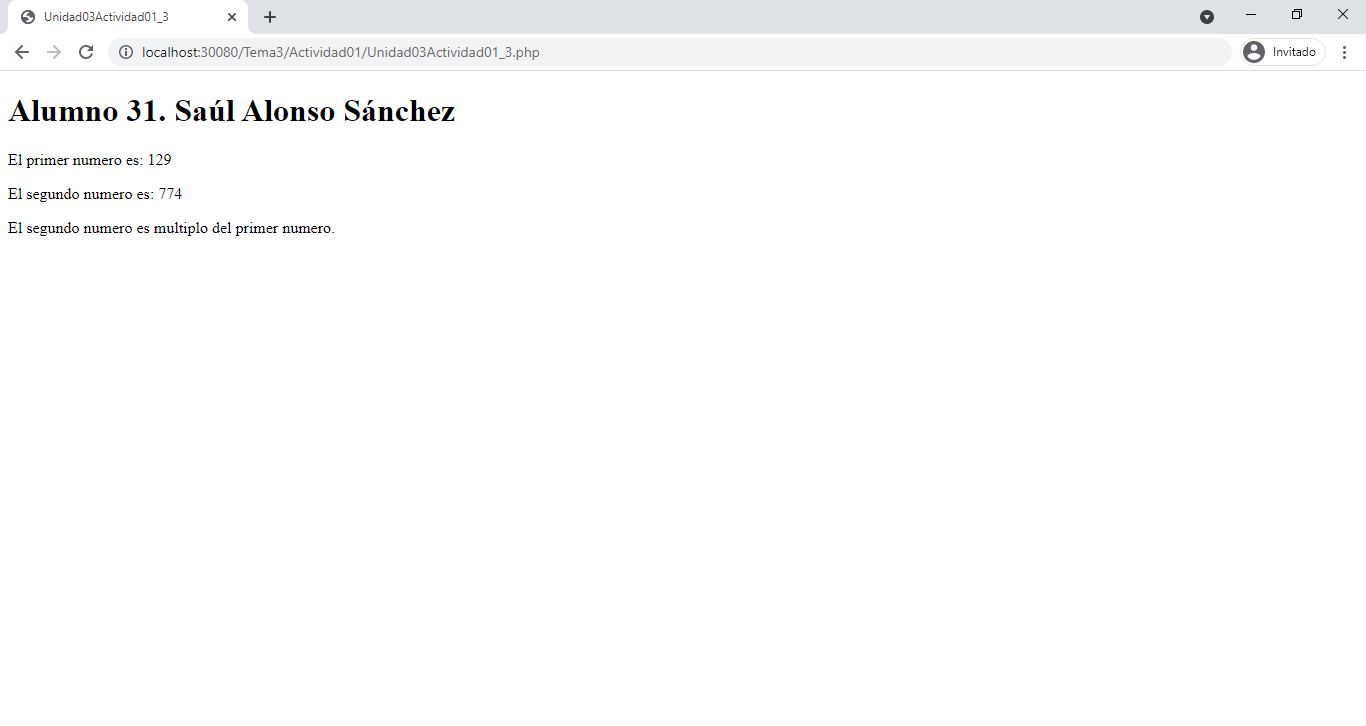 Unidad03Actividad01_3
localhost:30080/Tema3/Actividad01/Unidad03Actividad01_3.php
Invitado
Alumno 31. Saúl Alonso Sánchez
El primer numero es: 129
El segundo numero es: 774
El segundo numero es multiplo del primer numero.